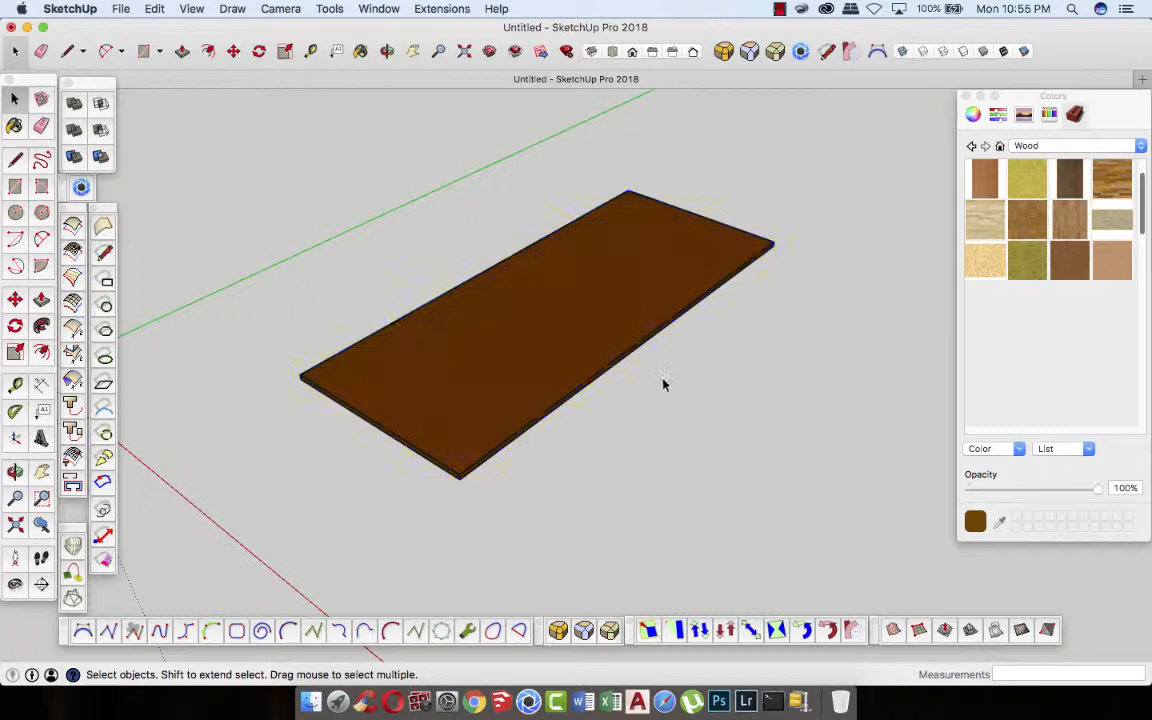 SketchUp File Edit View Draw Camera Tools Window Extensions Help 100% Mon 10:55 PM
Untitled - SketchUp Pro 2018
Untitled - SketchUp Pro 2018
Colors
Wood
Color List
Opacity
100%
Select objects. Shift to extend select. Drag mouse to select multiple.
Measurements